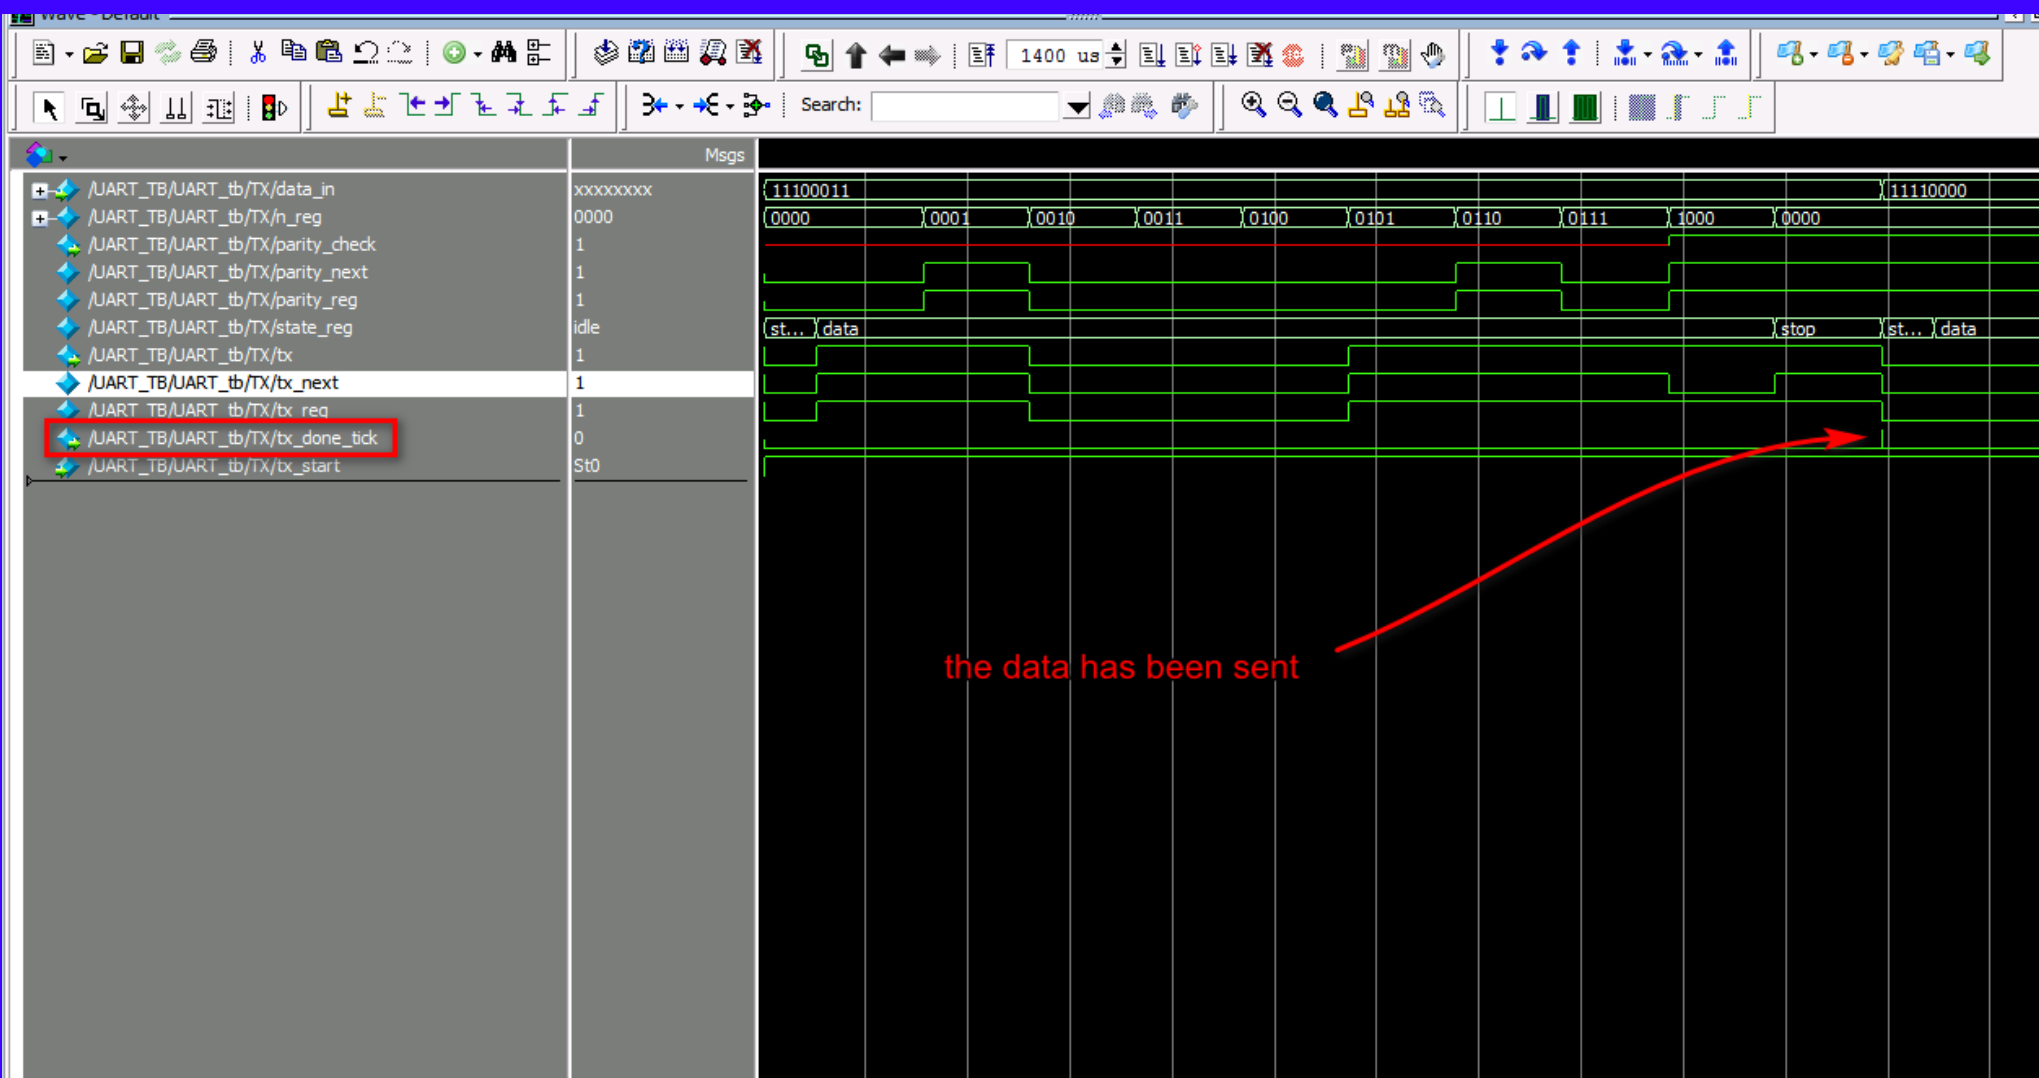 Wave - Default
1400 us
Search:
Msgs
/UART_TB/UART_tb/TX/data_in xxxxxxxx 11100011 11110000
/UART_TB/UART_tb/TX/n_reg 0000 0000 0001 0010 0011 0100 0101 0110 0111 1000 0000
/UART_TB/UART_tb/TX/parity_check 1
/UART_TB/UART_tb/TX/parity_next 1
/UART_TB/UART_tb/TX/parity_reg 1
/UART_TB/UART_tb/TX/state_reg idle st... data stop st... data
/UART_TB/UART_tb/TX/tx 1
/UART_TB/UART_tb/TX/tx_next 1
/UART_TB/UART_tb/TX/tx_reg 1
/UART_TB/UART_tb/TX/tx_done_tick 0
/UART_TB/UART_tb/TX/tx_start St0
the data has been sent